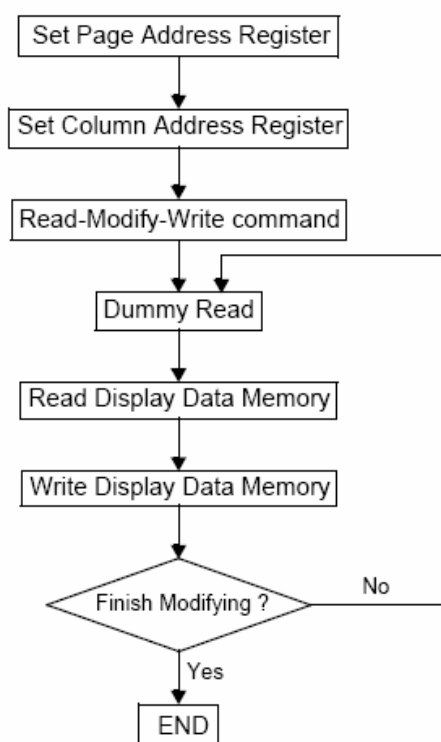 Set Page Address Register
Set Column Address Register
Read-Modify-Write command
Dummy Read
Read Display Data Memory
Write Display Data Memory
Finish Modifying ?
No
Yes
END